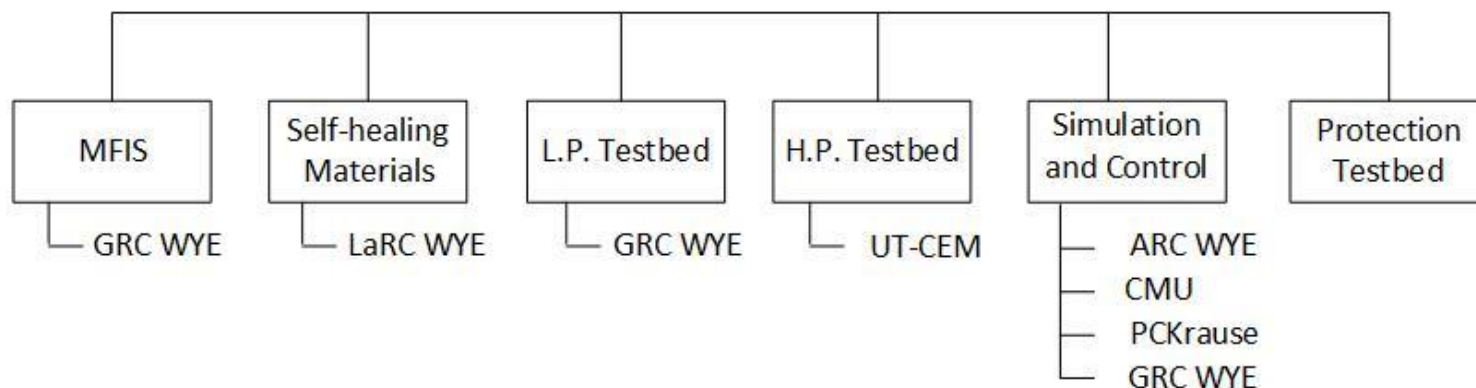 MFIS
GRC WYE
Self-healing
Materials
LaRC WYE
L.P. Testbed
GRC WYE
H.P. Testbed
UT-CEM
Simulation
and Control
ARC WYE
CMU
PCKrause
GRC WYE
Protection
Testbed